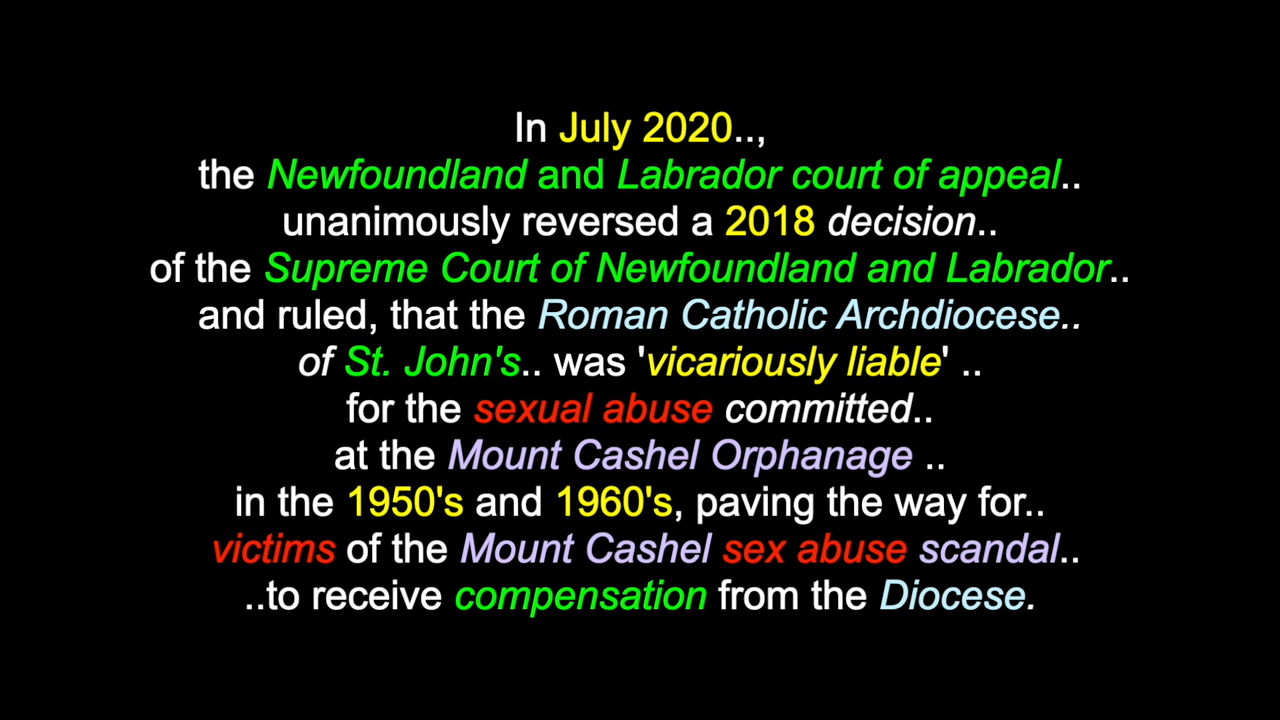 In July 2020..,
the Newfoundland and Labrador court of appeal..
unanimously reversed a 2018 decision..
of the Supreme Court of Newfoundland and Labrador..
and ruled, that the Roman Catholic Archdiocese..
of St. John's.. was 'vicariously liable' ..
for the sexual abuse committed..
at the Mount Cashel Orphanage ..
in the 1950's and 1960's, paving the way for..
victims of the Mount Cashel sex abuse scandal..
..to receive compensation from the Diocese.